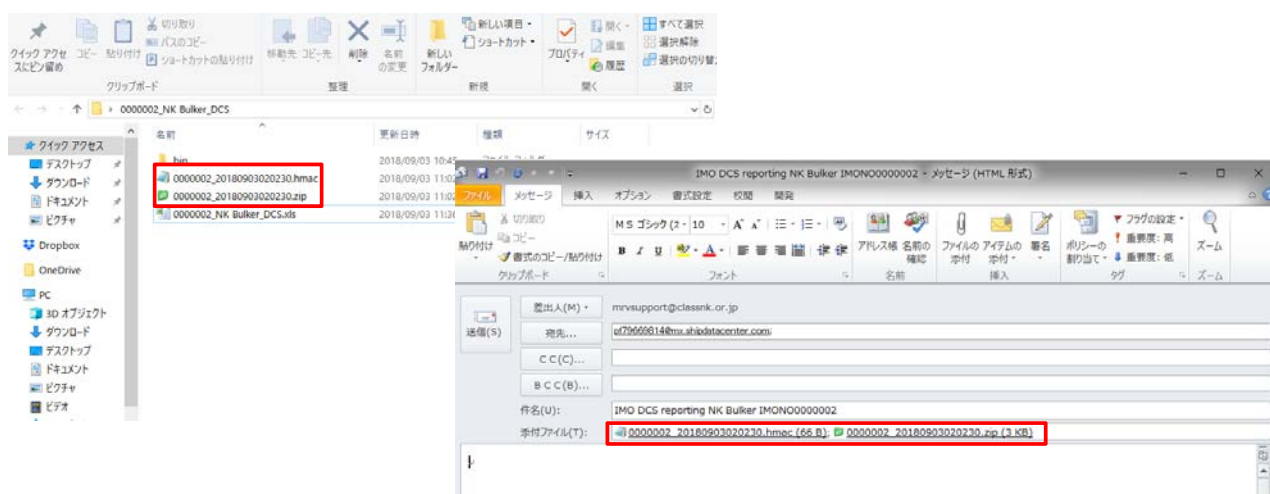 クイック アクセスにピン留め
コピー
貼り付け
切り取り
パスのコピー
ショートカットの貼り付け
クリップボード
移動先
コピー先
削除
名前の変更
整理
新しいフォルダー
新しい項目
ショートカット
新規
プロパティ
開く
編集
履歴
開く
すべて選択
選択解除
選択の切り替
選択
0000002_NK Bulker_DCS
名前
更新日時
種類
サイズ
クイック アクセス
デスクトップ
ダウンロード
ドキュメント
ピクチャ
Dropbox
OneDrive
PC
3D オブジェクト
ダウンロード
デスクトップ
ドキュメント
ピクチャ
ビデオ
bin 2018/09/03 10:45
0000002_20180903020230.hmac 2018/09/03 11:02
0000002_20180903020230.zip 2018/09/03 11:02
0000002_NK Bulker_DCS.xls 2018/09/03
IMO DCS reporting NK Bulker IMONO0000002 - メッセージ (HTML 形式)
ファイル メッセージ 挿入 オプション 書式設定 校閲 開発
貼り付け
切り取り
コピー
書式のコピー/貼り付け
クリップボード
MS ゴシック (ﾌ 10
B I U
フォント
アドレス帳
名前の確認
名前
ファイルの添付
アイテムの添付
署名
挿入
ポリシーの割り当て
フラグの設定
重要度: 高
重要度: 低
タグ
ズーム
ズーム
送信(S)
差出人(M) mrvsupport@classnk.or.jp
宛先... @mx.shipdatacenter.com;
C C(C)...
B C C(B)...
件名(U): IMO DCS reporting NK Bulker IMONO0000002
添付ファイル(T): 0000002_20180903020230.hmac (66 B); 0000002_20180903020230.zip (3 KB)